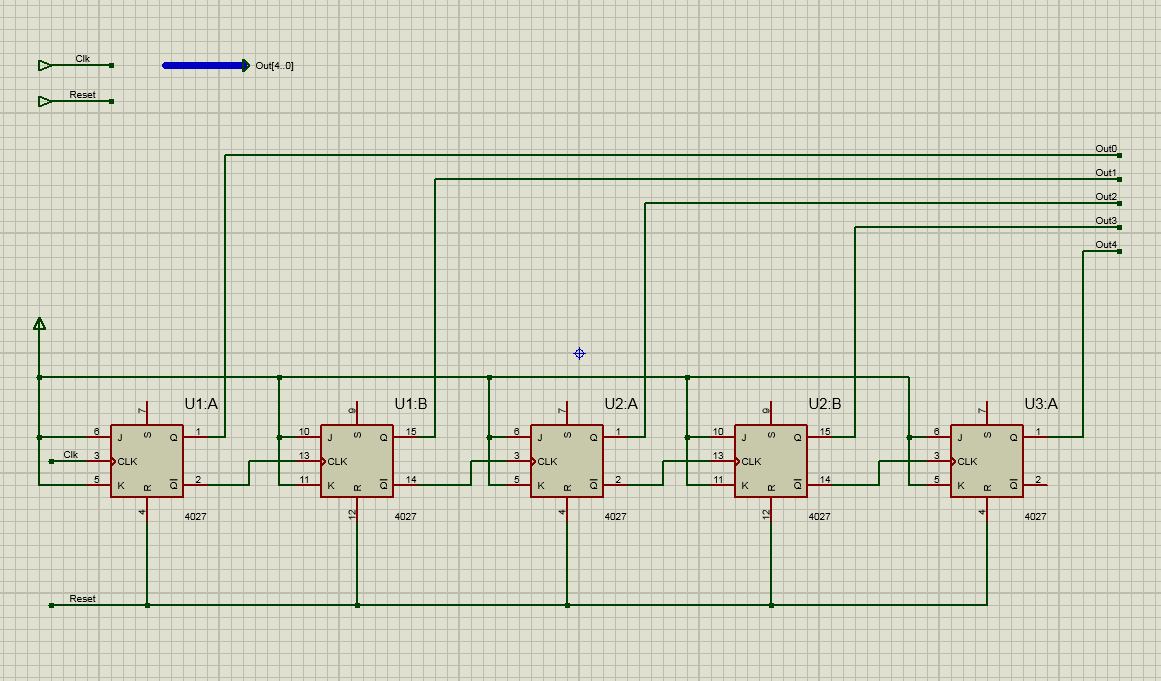 Clk
Out[4..0]
Reset
Out0
Out1
Out2
Out3
Out4
U1:A
U1:B
U2:A
U2:B
U3:A
7
9
7
9
7
6 J S Q 1
10 J S Q 15
6 J S Q 1
10 J S Q 15
6 J S Q 1
Clk 3 CLK
13 CLK
3 CLK
13 CLK
3 CLK
5 K R Q 2
11 K R Q 14
5 K R Q 2
11 K R Q 14
5 K R Q 2
4
12
4
12
4
4027
4027
4027
4027
4027
Reset